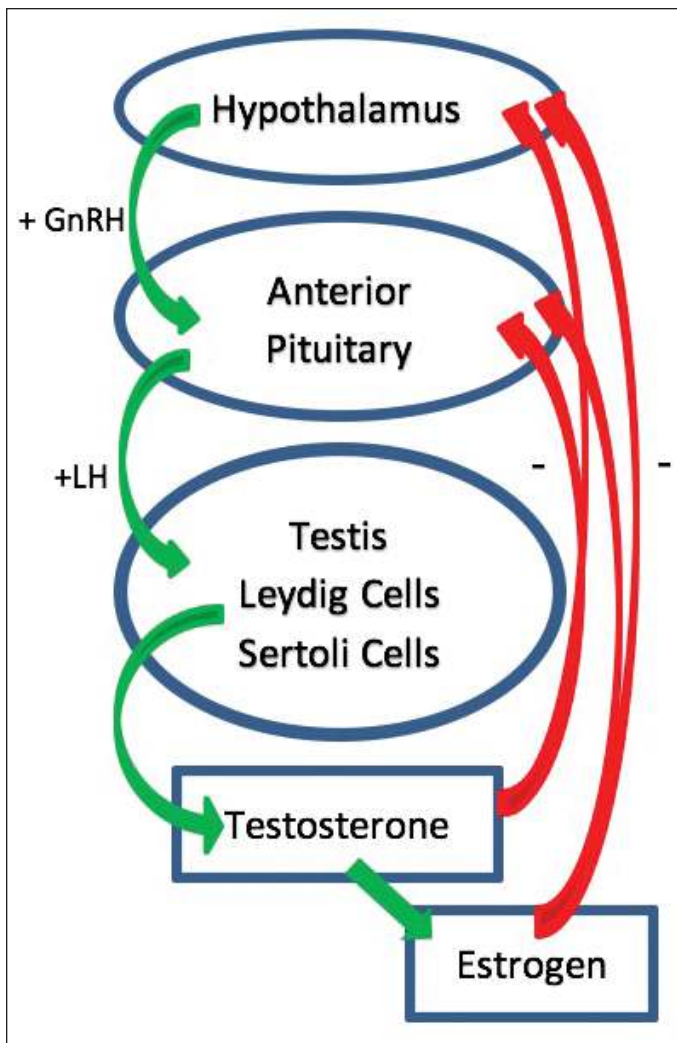 Hypothalamus
+ GnRH
Anterior
Pituitary
+LH
-
-
Testis
Leydig Cells
Sertoli Cells
Testosterone
Estrogen